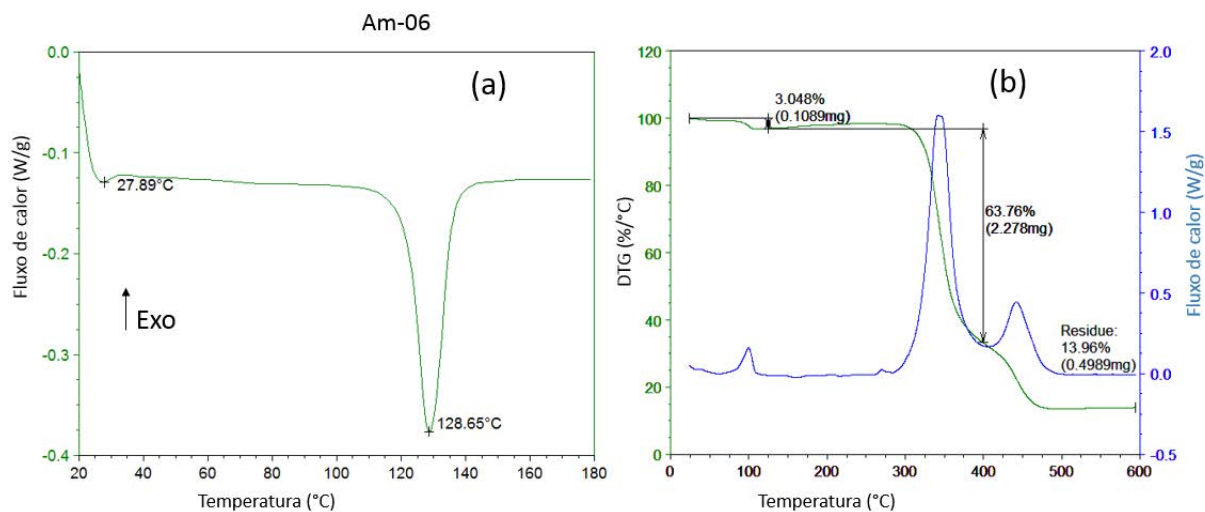 Am-06
(a)
Fluxo de calor (W/g)
0.0
-0.1
-0.2
-0.3
-0.4
27.89°C
128.65°C
Exo
20
40
60
80
100
120
140
160
180
Temperatura (°C)
(b)
DTG (%/°C)
120
100
80
60
40
20
0
3.048%
(0.1089mg)
63.76%
(2.278mg)
Residue:
13.96%
(0.4989mg)
2.0
1.5
1.0
0.5
0.0
-0.5
Fluxo de calor (W/g)
0
100
200
300
400
500
600
Temperatura (°C)